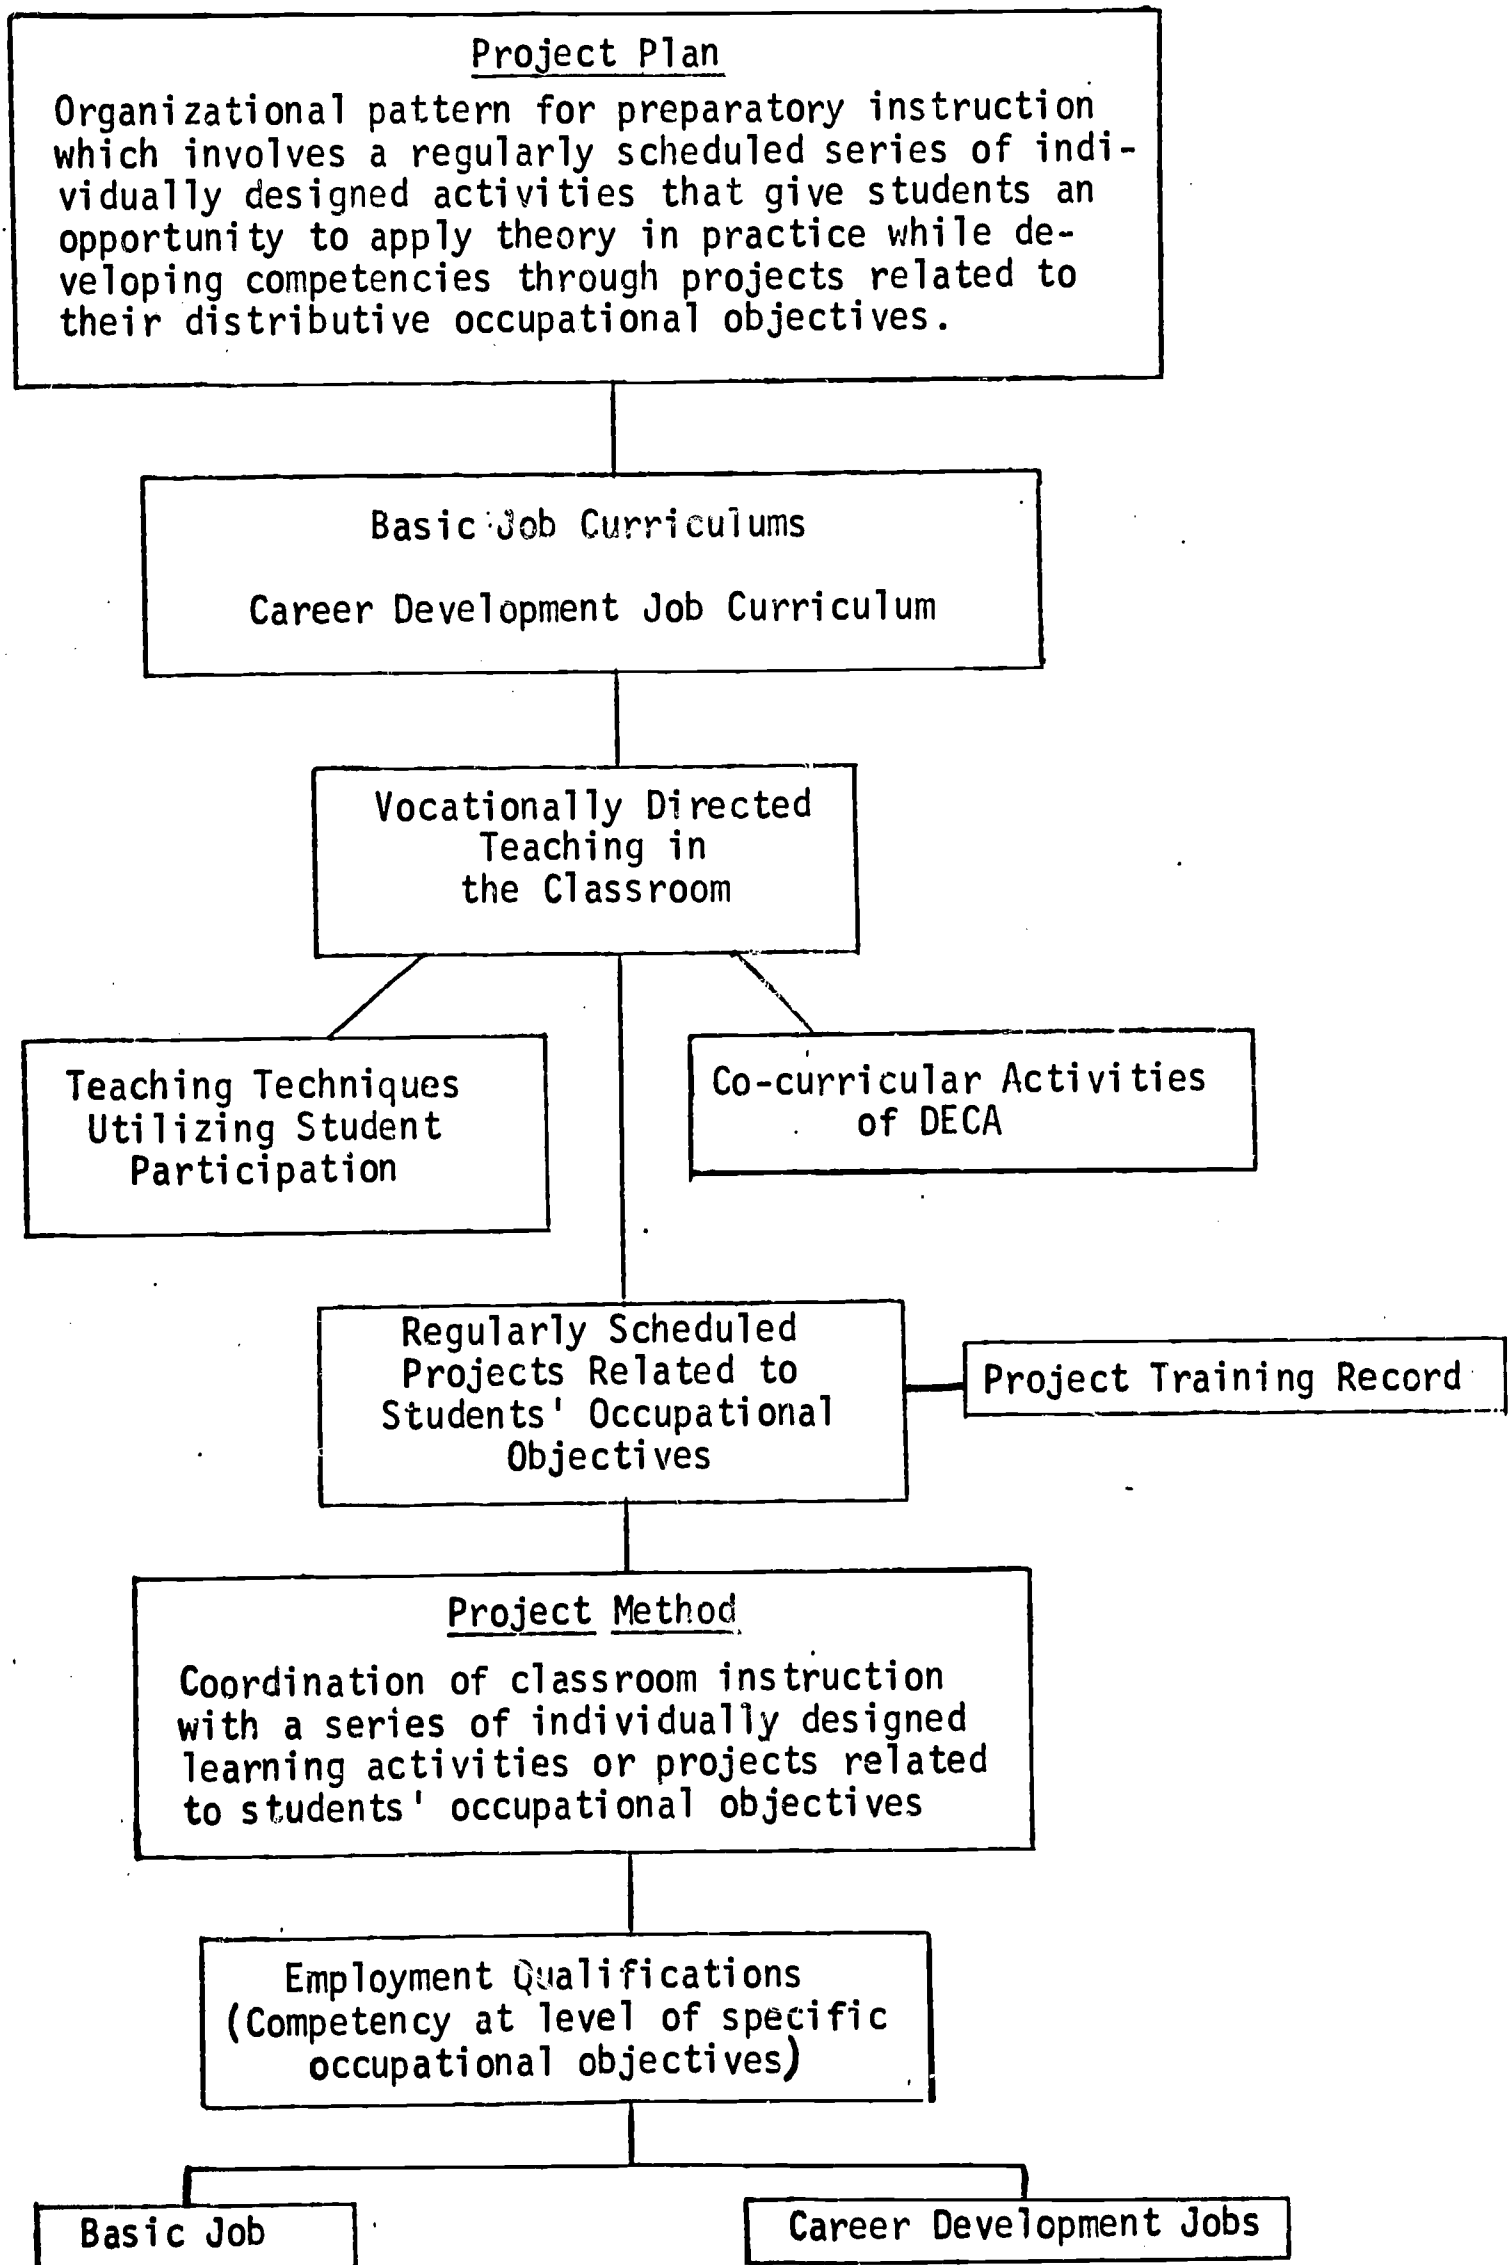 Project Plan
Organizational pattern for preparatory instruction
which involves a regularly scheduled series of indi-
vidually designed activities that give students an
opportunity to apply theory in practice while de-
veloping competencies through projects related to
their distributive occupational objectives.
Basic Job Curriculums
Career Development Job Curriculum
Vocationally Directed
Teaching in
the Classroom
Teaching Techniques
Utilizing Student
Participation
Co-curricular Activities
of DECA
Regularly Scheduled
Projects Related to
Students' Occupational
Objectives
Project Training Record
Project Method
Coordination of classroom instruction
with a series of individually designed
learning activities or projects related
to students' occupational objectives
Employment Qualifications
(Competency at level of specific
occupational objectives)
Basic Job
Career Development Jobs